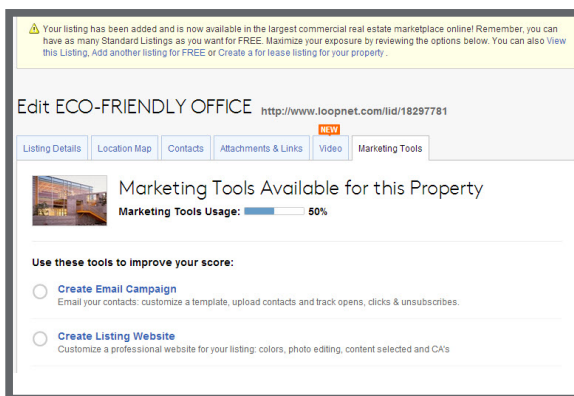 Your listing has been added and is now available in the largest commercial real estate marketplace online! Remember, you can
have as many Standard Listings as you want for FREE. Maximize your exposure by reviewing the options below. You can also View
this Listing, Add another listing for FREE or Create a for lease listing for your property .
Edit ECO-FRIENDLY OFFICE http://www.loopnet.com/lid/18297781
NEW
Listing Details Location Map Contacts Attachments & Links Video Marketing Tools
Marketing Tools Available for this Property
Marketing Tools Usage: 50%
Use these tools to improve your score:
Create Email Campaign
Email your contacts: customize a template, upload contacts and track opens, clicks & unsubscribes.
Create Listing Website
Customize a professional website for your listing: colors, photo editing, content selected and CA's